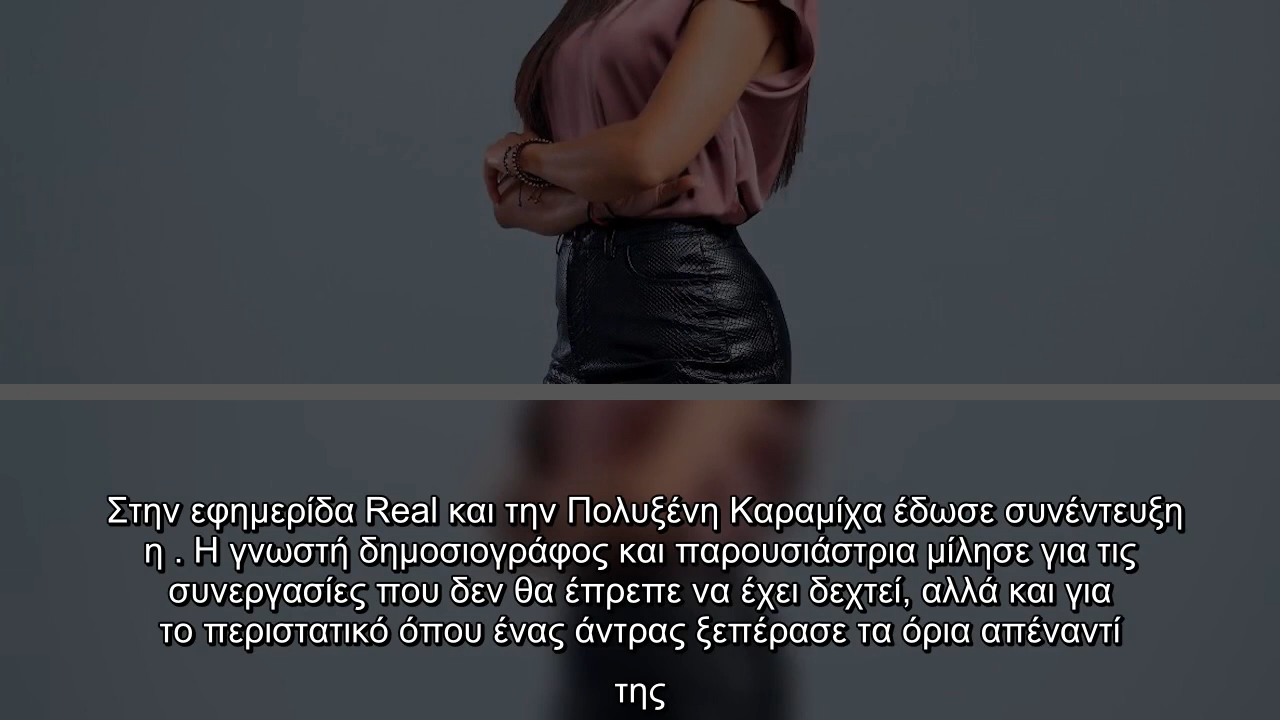 Στην εφημερίδα Real και την Πολυξένη Καραμίχα έδωσε συνέντευξη
η . Η γνωστή δημοσιογράφος και παρουσιάστρια μίλησε για τις
συνεργασίες που δεν θα έπρεπε να έχει δεχτεί, αλλά και για
το περιστατικό όπου ένας άντρας ξεπέρασε τα όρια απέναντί
της